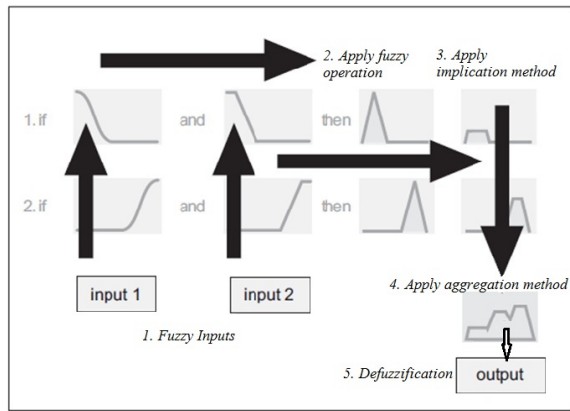 2. Apply fuzzy
operation
3. Apply
implication method
1. if
and
then
2. if
and
then
input 1
input 2
4. Apply aggregation method
1. Fuzzy Inputs
5. Defuzzification
output